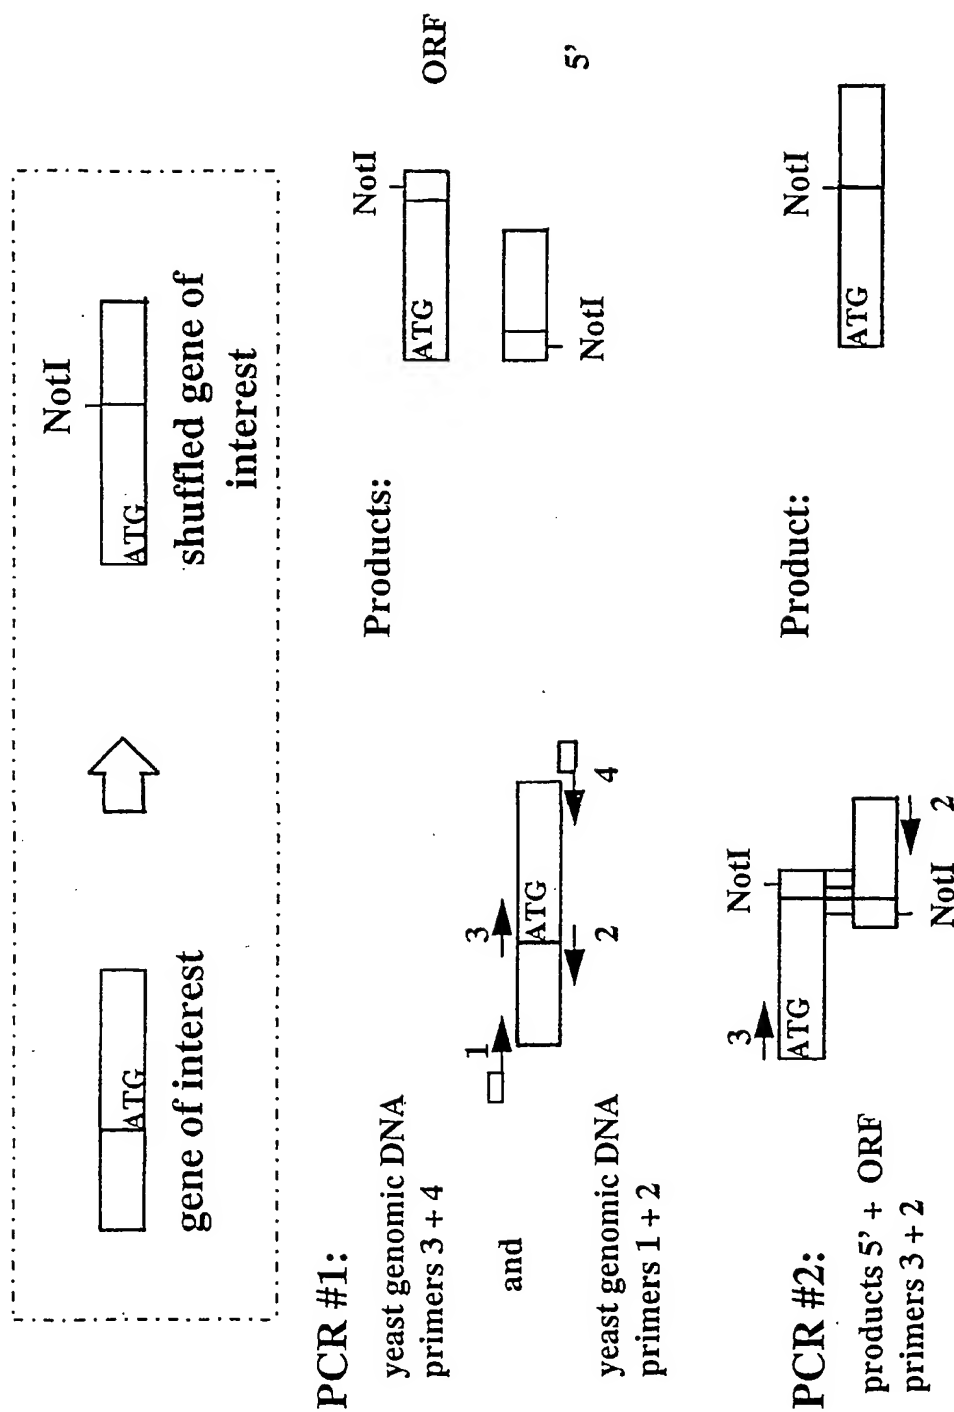 NotI
ATG
ATG
gene of interest
shuffled gene of
interest
PCR #1:
Products:
yeast genomic DNA
primers 3 + 4
and
yeast genomic DNA
primers 1 + 2
1
3
ATG
2
4
NotI
ATG
ORF
5'
NotI
PCR #2:
Product:
products 5' + ORF
primers 3 + 2
3
NotI
ATG
2
NotI
NotI
ATG